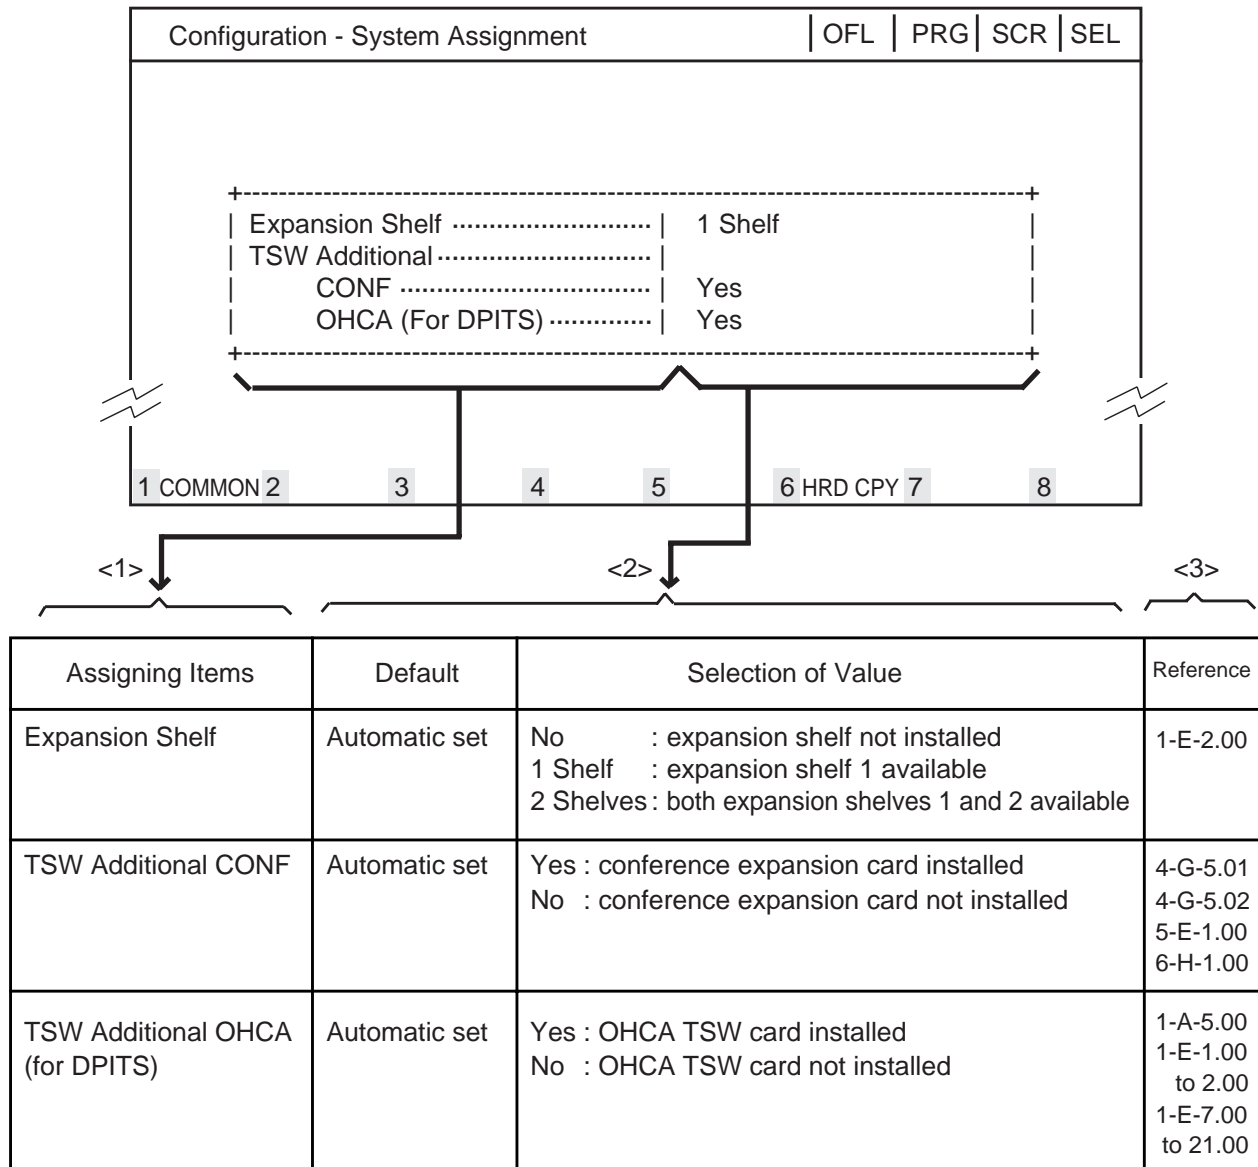 Configuration - System Assignment | OFL | PRG | SCR | SEL
+--------------------------------------------------------------------------------+
| Expansion Shelf ........................... | 1 Shelf |
| TSW Additional ............................. | |
| CONF .................................. | Yes |
| OHCA (For DPITS) .............. | Yes |
+--------------------------------------------------------------------------------+
1 COMMON 2 3 4 5 6 HRD CPY 7 8
<1> <2> <3>
Assigning Items Default Selection of Value Reference
Expansion Shelf Automatic set No : expansion shelf not installed 1-E-2.00
1 Shelf : expansion shelf 1 available
2 Shelves : both expansion shelves 1 and 2 available
TSW Additional CONF Automatic set Yes : conference expansion card installed 4-G-5.01
No : conference expansion card not installed 4-G-5.02
5-E-1.00
6-H-1.00
TSW Additional OHCA Automatic set Yes : OHCA TSW card installed 1-A-5.00
(for DPITS) No : OHCA TSW card not installed 1-E-1.00
to 2.00
1-E-7.00
to 21.00